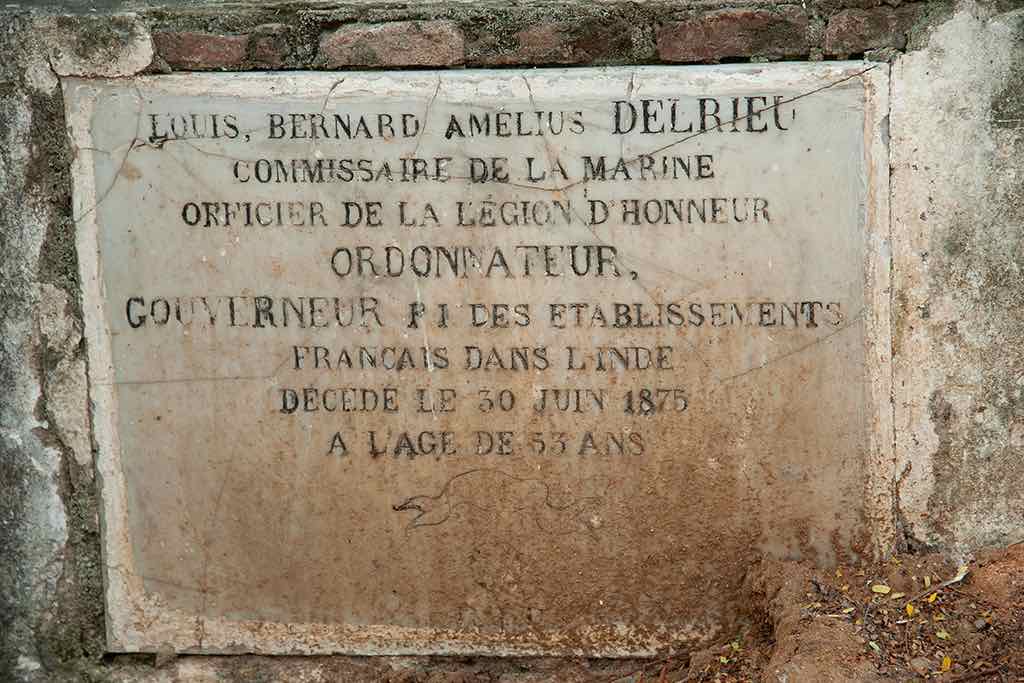 LOUIS, BERNARD AMÉLIUS DELRIEU
COMMISSAIRE DE LA MARINE
OFFICIER DE LA LÉGION D'HONNEUR
ORDONNATEUR,
GOUVERNEUR P I DES ETABLISSEMENTS
FRANÇAIS DANS L'INDE
DÉCÉDÉ LE 30 JUIN 1875
A L'AGE DE 53 ANS